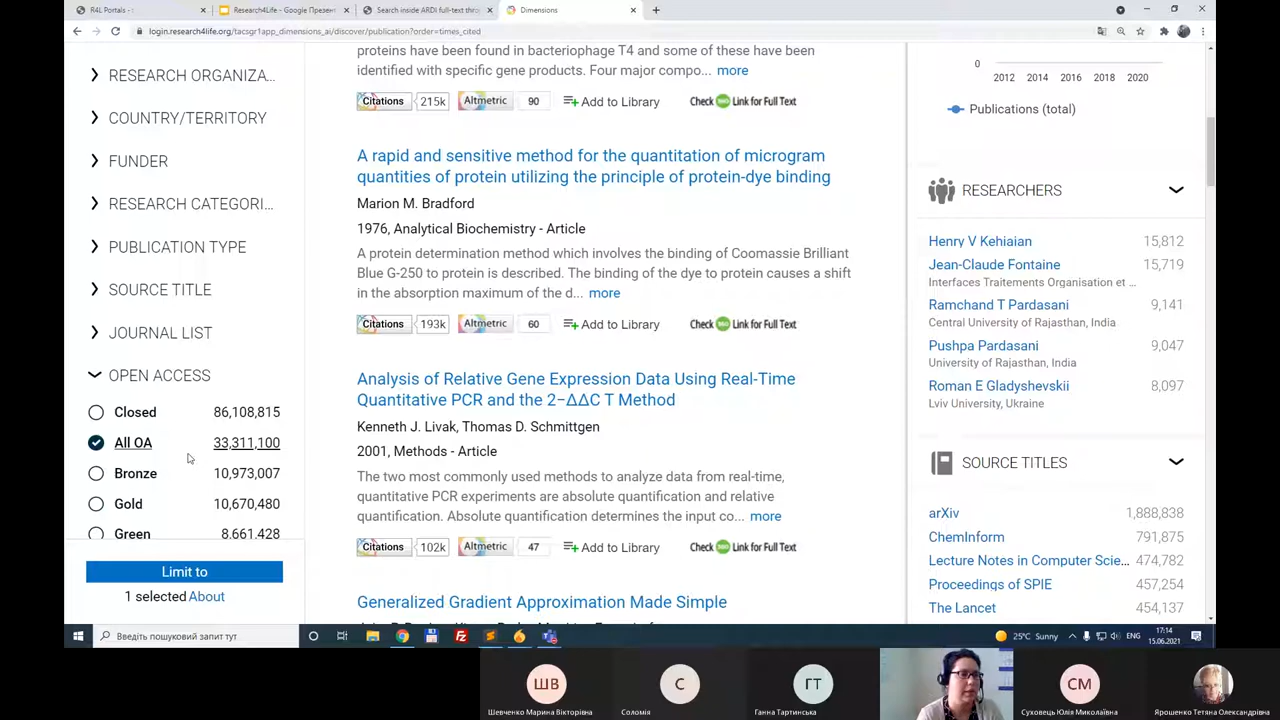 R4L Portals - 
Research4Life - Google Презент
Search inside ARDI full-text thro
Dimensions
login.research4life.org/tacsgr1app_dimensions_ai/discover/publication?order=times_cited
RESEARCH ORGANIZA...
COUNTRY/TERRITORY
FUNDER
RESEARCH CATEGORI...
PUBLICATION TYPE
SOURCE TITLE
JOURNAL LIST
OPEN ACCESS
Closed 86,108,815
All OA 33,311,100
Bronze 10,973,007
Gold 10,670,480
Green 8,661,428
Limit to
1 selected About
proteins have been found in bacteriophage T4 and some of these have been
identified with specific gene products. Four major compo... more
Citations 215k Altmetric 90 Add to Library Check Link for Full Text
A rapid and sensitive method for the quantitation of microgram
quantities of protein utilizing the principle of protein-dye binding
Marion M. Bradford
1976, Analytical Biochemistry - Article
A protein determination method which involves the binding of Coomassie Brilliant
Blue G-250 to protein is described. The binding of the dye to protein causes a shift
in the absorption maximum of the d... more
Citations 193k Altmetric 60 Add to Library Check Link for Full Text
Analysis of Relative Gene Expression Data Using Real-Time
Quantitative PCR and the 2−ΔΔC T Method
Kenneth J. Livak, Thomas D. Schmittgen
2001, Methods - Article
The two most commonly used methods to analyze data from real-time,
quantitative PCR experiments are absolute quantification and relative
quantification. Absolute quantification determines the input co... more
Citations 102k Altmetric 47 Add to Library Check Link for Full Text
Generalized Gradient Approximation Made Simple
0
2012 2014 2016 2018 2020
Publications (total)
RESEARCHERS
Henry V Kehiaian 15,812
Jean-Claude Fontaine 15,719
Interfaces Traitements Organisation et ...
Ramchand T Pardasani 9,141
Central University of Rajasthan, India
Pushpa Pardasani 9,047
University of Rajasthan, India
Roman E Gladyshevskii 8,097
Lviv University, Ukraine
SOURCE TITLES
arXiv 1,888,838
ChemInform 791,875
Lecture Notes in Computer Scie... 474,782
Proceedings of SPIE 457,254
The Lancet 454,137
Введіть пошуковий запит тут
25°C Sunny
ENG
17:14
15.06.2021
ШВ
С
ГТ
СМ
Шевченко Марина Вікторівна
Соломія
Ганна Тартинська
Суховець Юлія Миколаївна
Ярошенко Тетяна Олександрівна